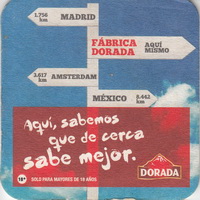 1.756 km
MADRID
FÁBRICA DORADA
AQUÍ MISMO
2.617 km
AMSTERDAM
MÉXICO
8.442 km
Aquí, sabemos
que de cerca
sabe mejor.
DORADA
18+
SOLO PARA MAYORES DE 18 AÑOS